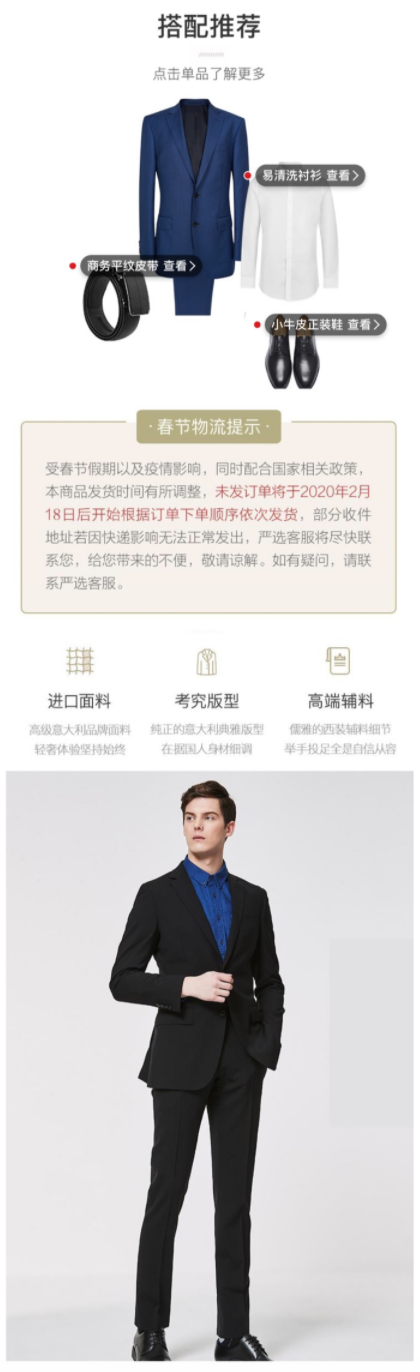 搭配推荐
点击单品了解更多
易清洗衬衫 查看
商务平纹皮带 查看
小牛皮正装鞋 查看
·春节物流提示·
受春节假期以及疫情影响，同时配合国家相关政策，
本商品发货时间有所调整，未发订单将于2020年2月
18日后开始根据订单下单顺序依次发货，部分收件
地址若因快递影响无法正常发出，严选客服将尽快联
系您，给您带来的不便，敬请谅解。如有疑问，请联
系严选客服。
进口面料
考究版型
高端辅料
高级意大利品牌面料
纯正的意大利典雅版型
儒雅的西装辅料细节
轻奢体验坚持始终
在据国人身材细调
举手投足全是自信从容